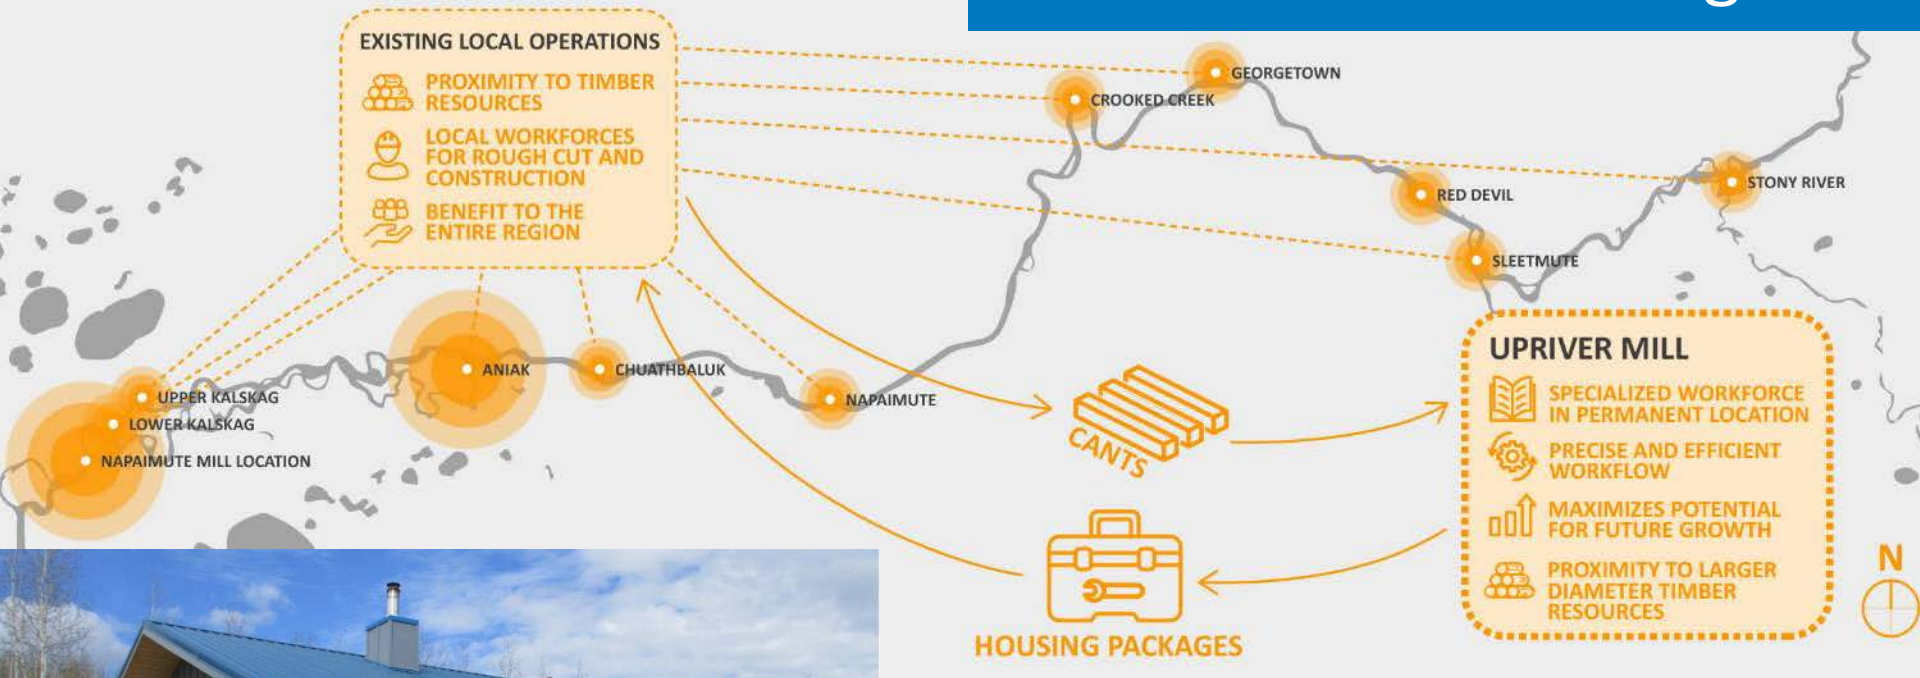 EXISTING LOCAL OPERATIONS
PROXIMITY TO TIMBER
RESOURCES
LOCAL WORKFORCES
FOR ROUGH CUT AND
CONSTRUCTION
BENEFIT TO THE
ENTIRE REGION
GEORGETOWN
CROOKED CREEK
RED DEVIL
STONY RIVER
SLEETMUTE
ANIAK
CHUATHBALUK
NAPAIMUTE
UPPER KALSKAG
LOWER KALSKAG
NAPAIMUTE MILL LOCATION
CANTS
HOUSING PACKAGES
UPRIVER MILL
SPECIALIZED WORKFORCE
IN PERMANENT LOCATION
PRECISE AND EFFICIENT
WORKFLOW
MAXIMIZES POTENTIAL
FOR FUTURE GROWTH
PROXIMITY TO LARGER
DIAMETER TIMBER
RESOURCES
N